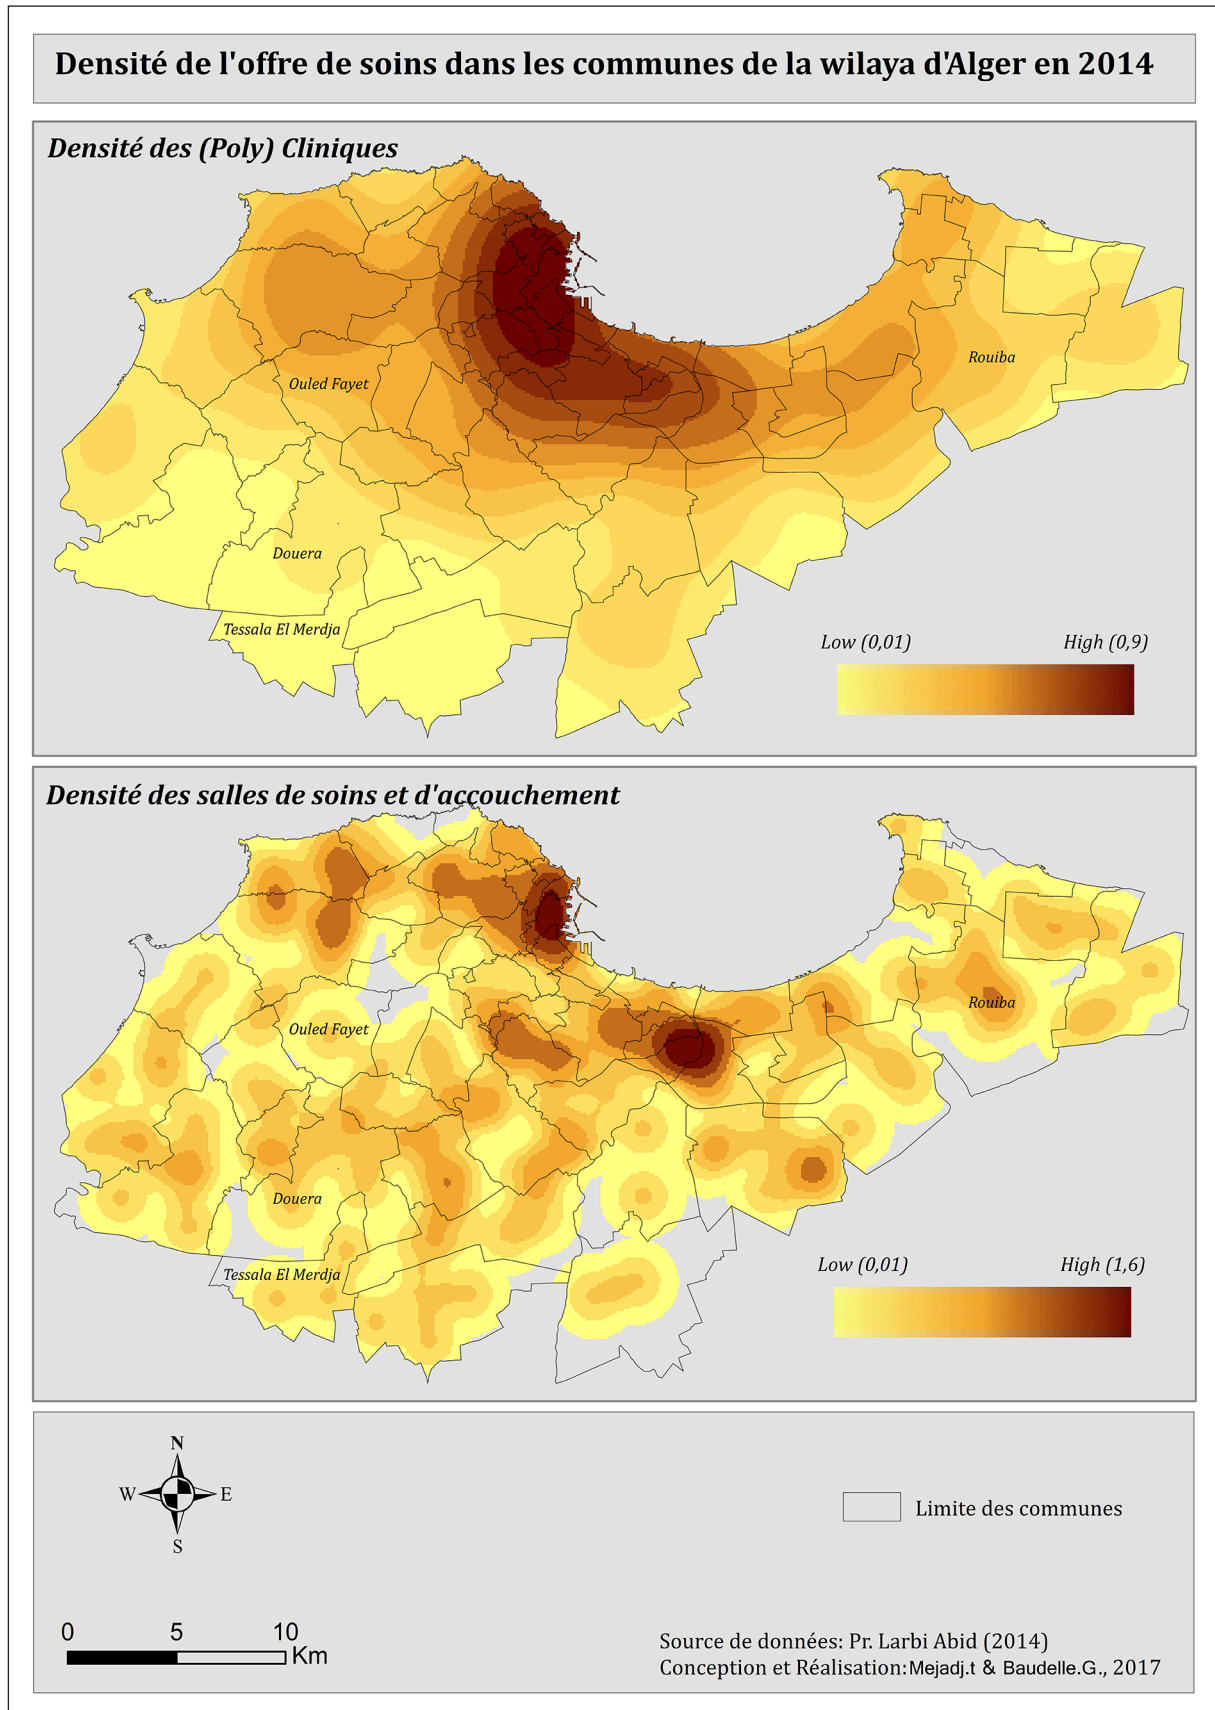 Densité de l'offre de soins dans les communes de la wilaya d'Alger en 2014
Densité des (Poly) Cliniques
Ouled Fayet
Rouiba
Douera
Tessala El Merdja
Low (0,01) High (0,9)
Densité des salles de soins et d'accouchement
Rouiba
Ouled Fayet
Douera
Tessala El Merdja
Low (0,01) High (1,6)
N
W E
S
Limite des communes
0 5 10
Km
Source de données: Pr. Larbi Abid (2014)
Conception et Réalisation:Mejadj.t & Baudelle.G., 2017